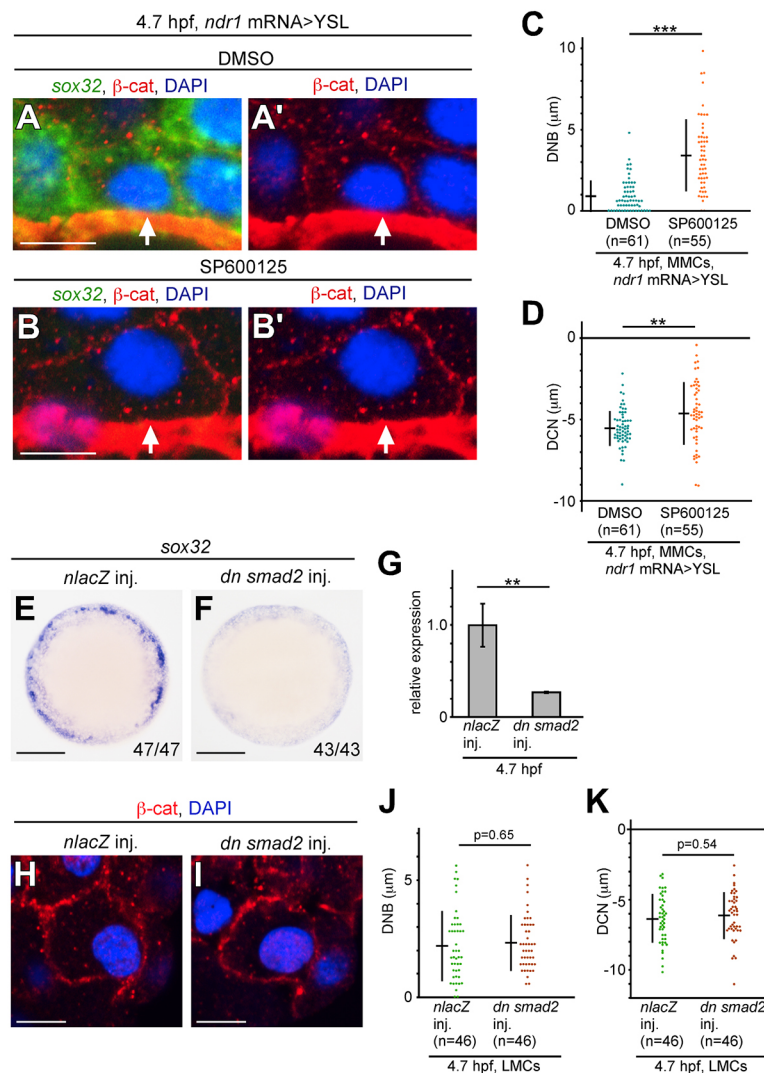 4.7 hpf, ndr1 mRNA>YSL
DMSO
sox32, β-cat, DAPI
β-cat, DAPI
A
A'
SP600125
sox32, β-cat, DAPI
β-cat, DAPI
B
B'
C
***
10
5
0
DNB (μm)
DMSO
(n=61)
SP600125
(n=55)
4.7 hpf, MMCs,
ndr1 mRNA>YSL
D
**
0
-5
-10
DCN (μm)
DMSO
(n=61)
SP600125
(n=55)
4.7 hpf, MMCs,
ndr1 mRNA>YSL
sox32
nlacZ inj.
dn smad2 inj.
E
47/47
F
43/43
G
**
1.0
0
relative expression
nlacZ
inj.
dn smad2
inj.
4.7 hpf
β-cat, DAPI
nlacZ inj.
dn smad2 inj.
H
I
J
p=0.65
5
0
DNB (μm)
nlacZ
inj.
(n=46)
dn smad2
inj.
(n=46)
4.7 hpf, LMCs
K
p=0.54
0
-5
-10
DCN (μm)
nlacZ
inj.
(n=46)
dn smad2
inj.
(n=46)
4.7 hpf, LMCs